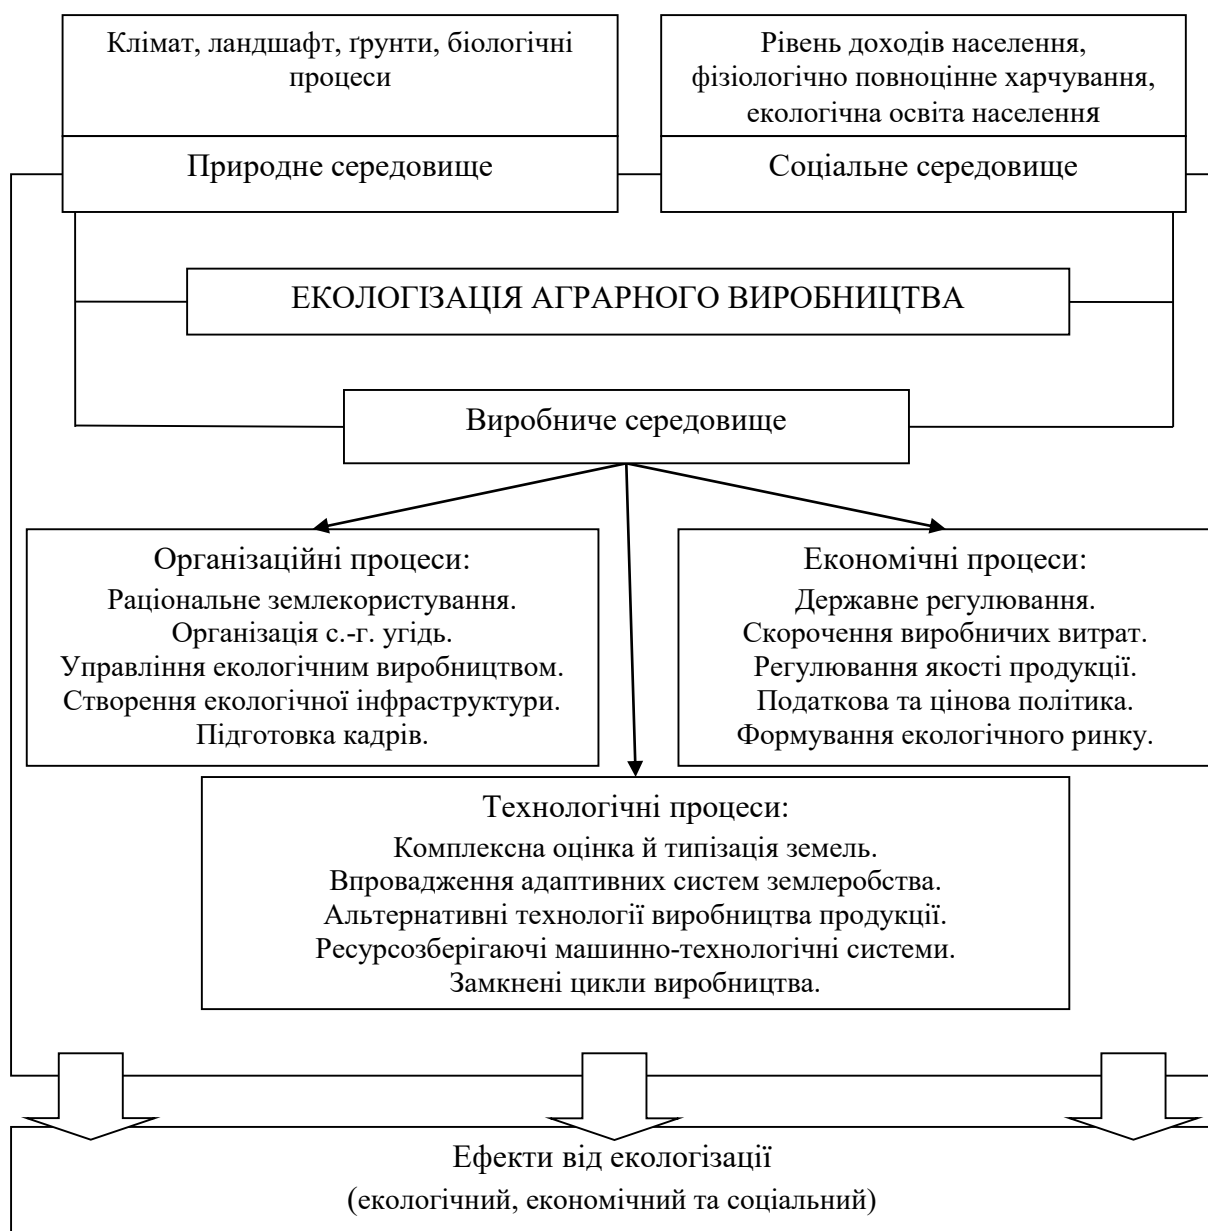 Клімат, ландшафт, ґрунти, біологічні
процеси
Природне середовище
Рівень доходів населення,
фізіологічно повноцінне харчування,
екологічна освіта населення
Соціальне середовище
ЕКОЛОГІЗАЦІЯ АГРАРНОГО ВИРОБНИЦТВА
Виробниче середовище
Організаційні процеси:
Раціональне землекористування.
Організація с.-г. угідь.
Управління екологічним виробництвом.
Створення екологічної інфраструктури.
Підготовка кадрів.
Економічні процеси:
Державне регулювання.
Скорочення виробничих витрат.
Регулювання якості продукції.
Податкова та цінова політика.
Формування екологічного ринку.
Технологічні процеси:
Комплексна оцінка й типізація земель.
Впровадження адаптивних систем землеробства.
Альтернативні технології виробництва продукції.
Ресурсозберігаючі машинно-технологічні системи.
Замкнені цикли виробництва.
Ефекти від екологізації
(екологічний, економічний та соціальний)